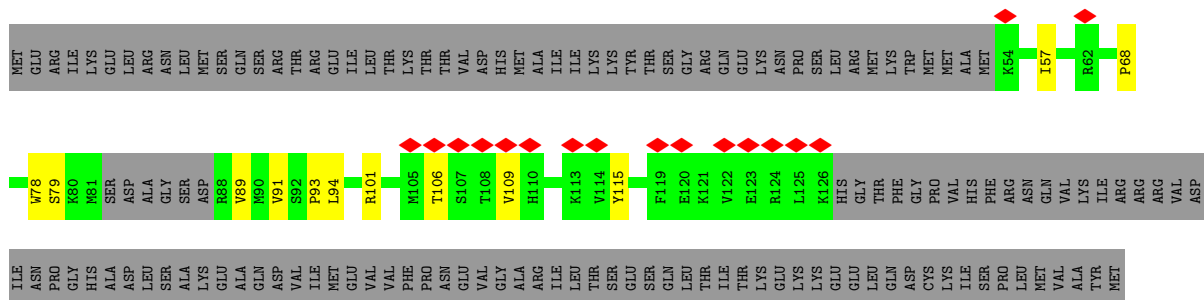 MET GLU ARG ILE LYS GLU LEU ARG ASN LEU MET SER GLN SER ARG THR ARG GLU ILE LEU THR LYS THR THR VAL ASP HIS MET ALA ILE ILE LYS LYS TYR THR SER GLY ARG GLN GLU LYS ASN PRO SER LEU ARG MET LYS TRP MET MET ALA MET K54 I57 R62 P68
W78 S79 K80 M81 SER ASP ALA GLY SER ASP R88 V89 M90 V91 S92 P93 L94 R101 M105 T106 S107 T108 V109 H110 K113 V114 Y115 F119 E120 K121 V122 E123 R124 L125 K126 HIS GLY THR PHE GLY PRO VAL HIS PHE ARG ASN GLN VAL LYS ILE ARG ARG ARG VAL ASP
ILE ASN PRO GLY HIS ALA ASP LEU SER ALA LYS GLU ALA GLN ASP VAL ILE MET GLU VAL VAL PHE PRO ASN GLU VAL GLY ALA ARG ILE LEU THR SER GLU SER GLN LEU THR ILE THR LYS GLU LYS LYS GLU GLU LEU GLN ASP CYS LYS ILE SER PRO LEU MET VAL ALA TYR MET